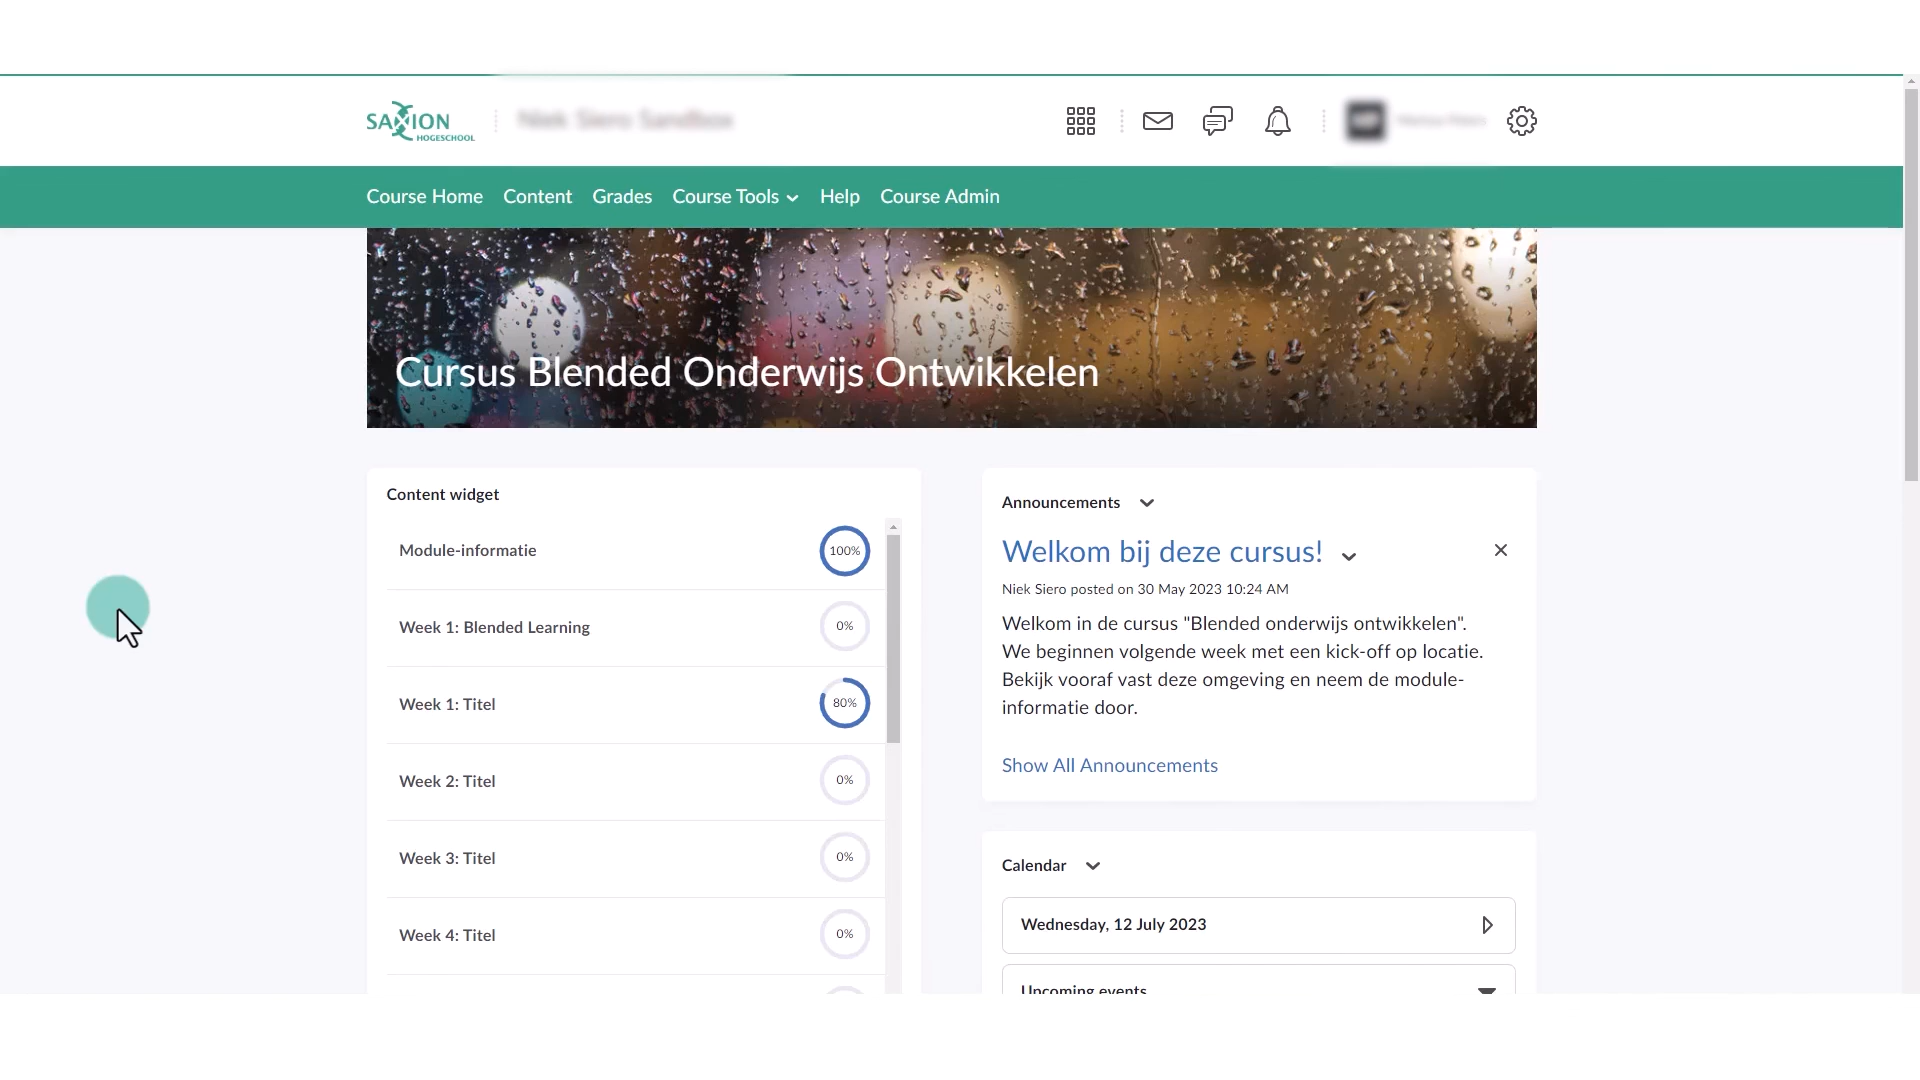 SAXION
HOGESCHOOL
Niek Siero Sandbox
Course Home Content Grades Course Tools Help Course Admin
Cursus Blended Onderwijs Ontwikkelen
Content widget
Module-informatie 100%
Week 1: Blended Learning 0%
Week 1: Titel 80%
Week 2: Titel 0%
Week 3: Titel 0%
Week 4: Titel 0%
Announcements
Welkom bij deze cursus!
Niek Siero posted on 30 May 2023 10:24 AM
Welkom in de cursus "Blended onderwijs ontwikkelen".
We beginnen volgende week met een kick-off op locatie.
Bekijk vooraf vast deze omgeving en neem de module-
informatie door.
Show All Announcements
Calendar
Wednesday, 12 July 2023
Upcoming events